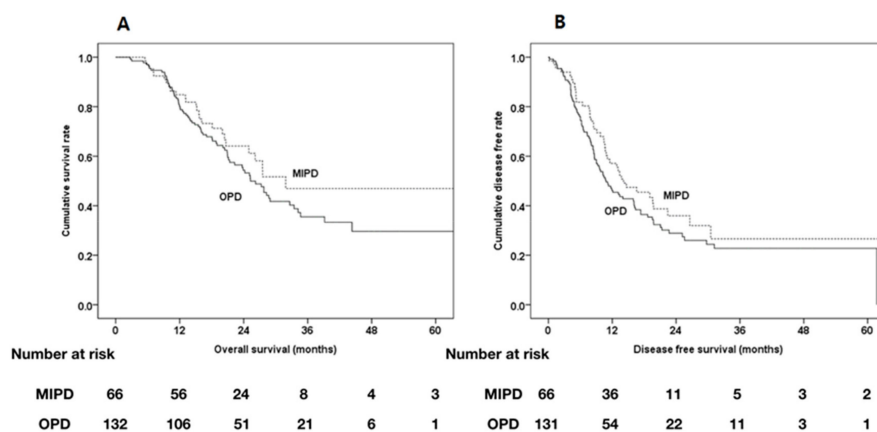 A
Cumulative survival rate
1.0
0.8
0.6
0.4
0.2
0.0
MIPD
OPD
0 12 24 36 48 60
Overall survival (months)
Number at risk
MIPD 66 56 24 8 4 3
OPD 132 106 51 21 6 1
B
Cumulative disease free rate
1.0
0.8
0.6
0.4
0.2
0.0
MIPD
OPD
0 12 24 36 48 60
Disease free survival (months)
Number at risk
MIPD 66 36 11 5 3 2
OPD 131 54 22 11 3 1